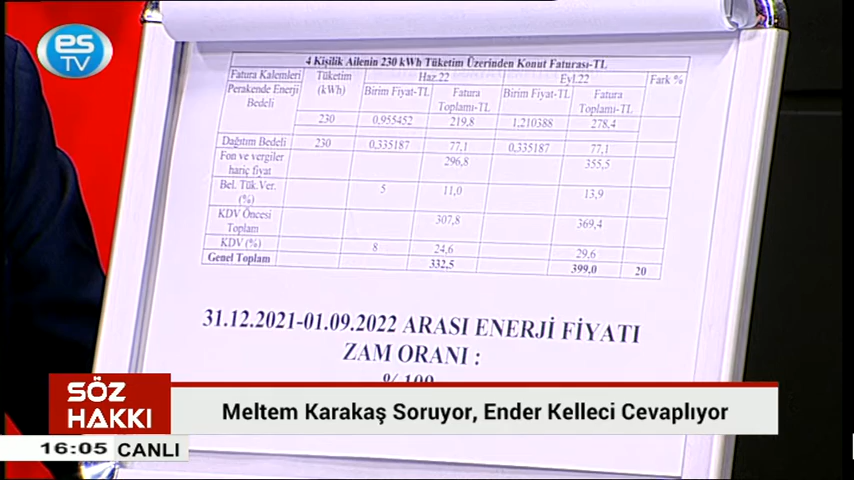 es
TV
4 Kişilik Ailenin 230 kWh Tüketim Üzerinden Konut Faturası-TL
Fatura Kalemleri Tüketim (kWh) Haz.22 Eyl.22 Fark %
Perakende Enerji Bedeli Birim Fiyat-TL Fatura Toplamı-TL Birim Fiyat-TL Fatura Toplamı-TL
230 0,955452 219,8 1,210388 278,4
Dağıtım Bedeli 230 0,335187 77,1 0,335187 77,1
Fon ve vergiler hariç fiyat 296,8 355,5
Bel. Tük.Ver. (%) 5 11,0 13,9
KDV Öncesi Toplam 307,8 369,4
KDV (%) 8 24,6 29,6
Genel Toplam 332,5 399,0 20
31.12.2021-01.09.2022 ARASI ENERJİ FİYATI
ZAM ORANI :
SÖZ
HAKKI
Meltem Karakaş Soruyor, Ender Kelleci Cevaplıyor
16:05 CANLI